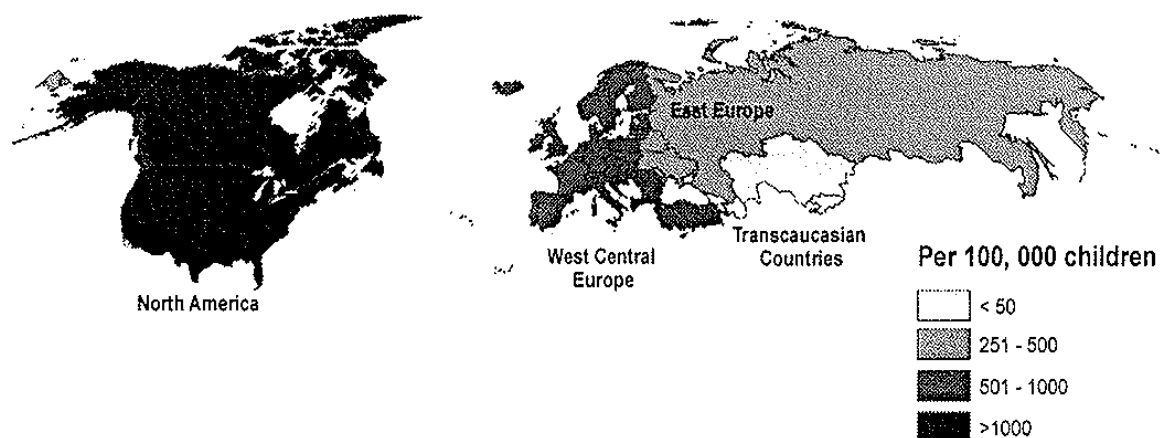 East Europe
North America
West Central
Europe
Transcaucasian
Countries
Per 100, 000 children
< 50
251 - 500
501 - 1000
>1000